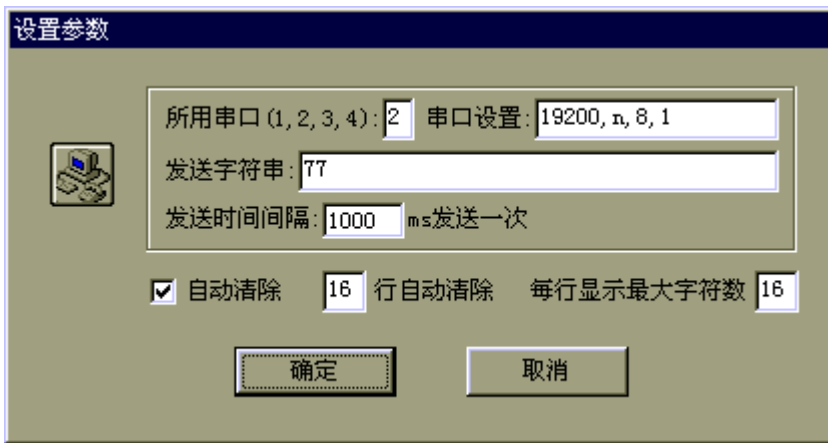 设置参数
所用串口(1,2,3,4): 2 串口设置: 19200,n,8,1
发送字符串: 77
发送时间间隔: 1000 ms发送一次
自动清除 16 行自动清除 每行显示最大字符数 16
确定 取消